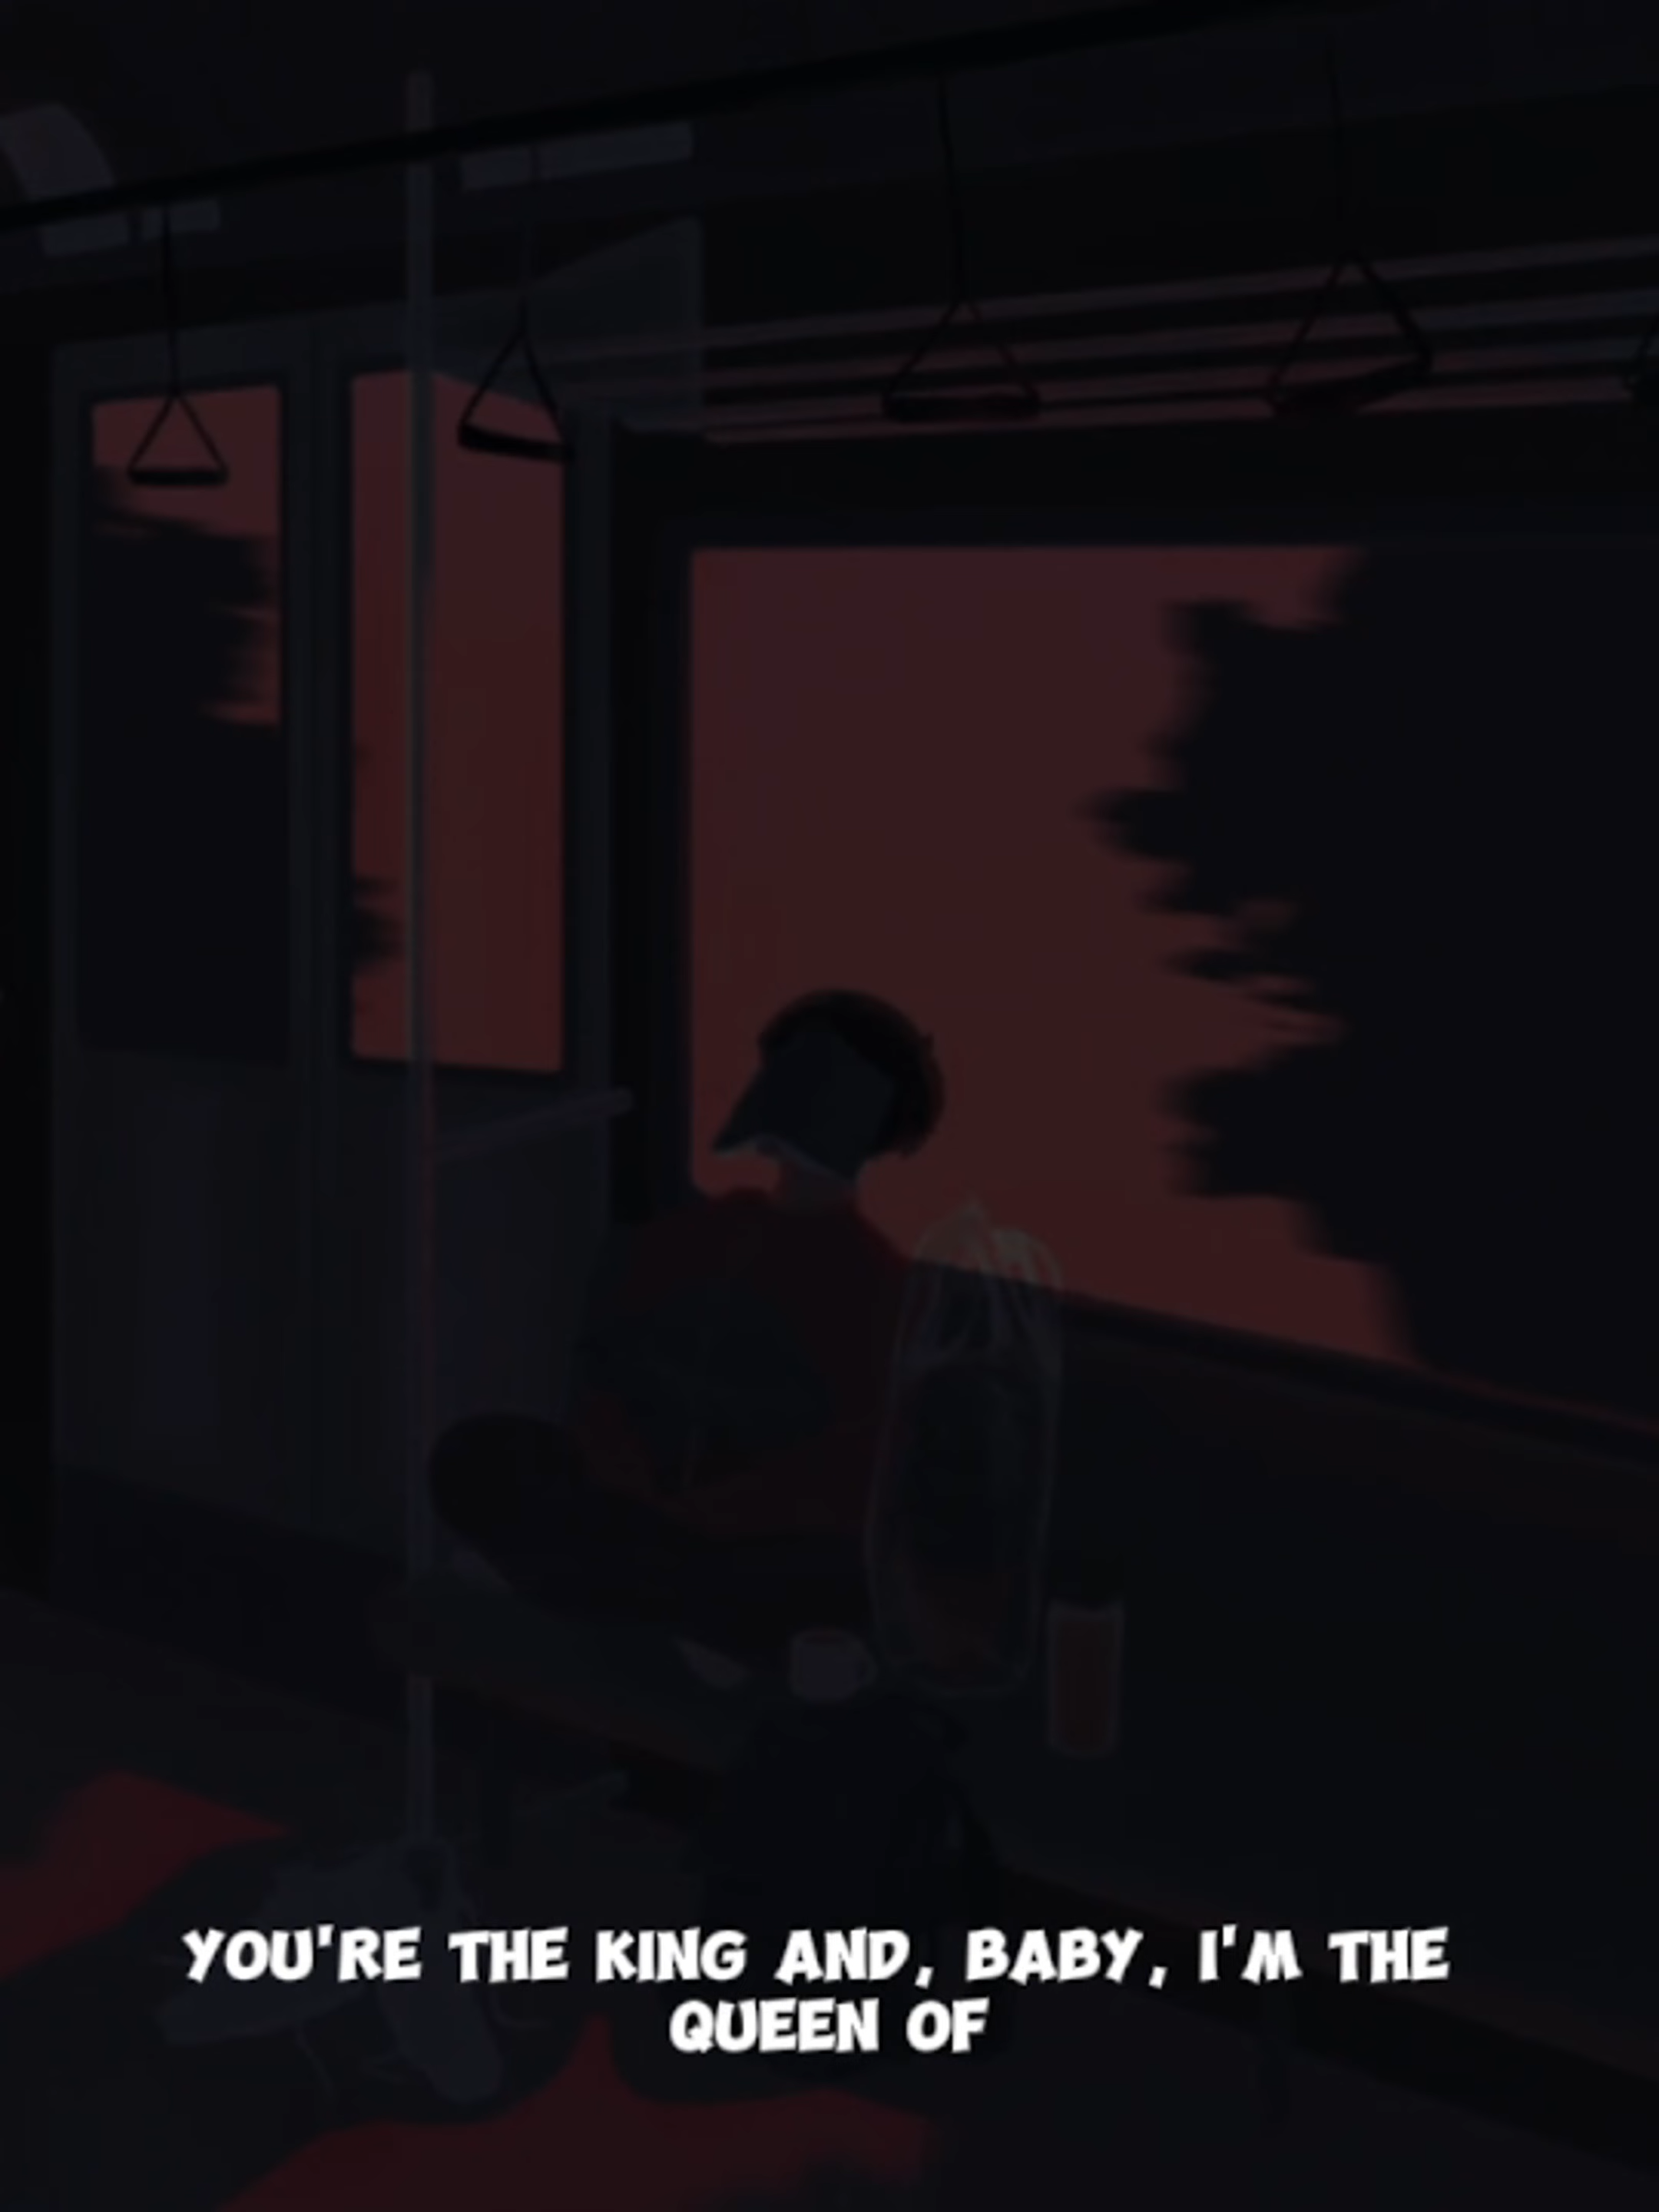 YOU'RE THE KING AND, BABY, I'M THE
QUEEN OF